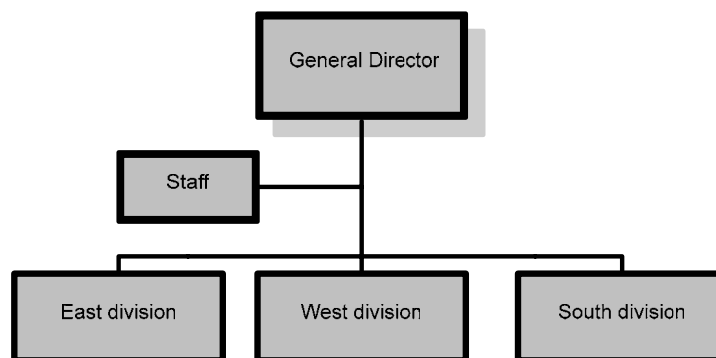 General Director
Staff
East division
West division
South division